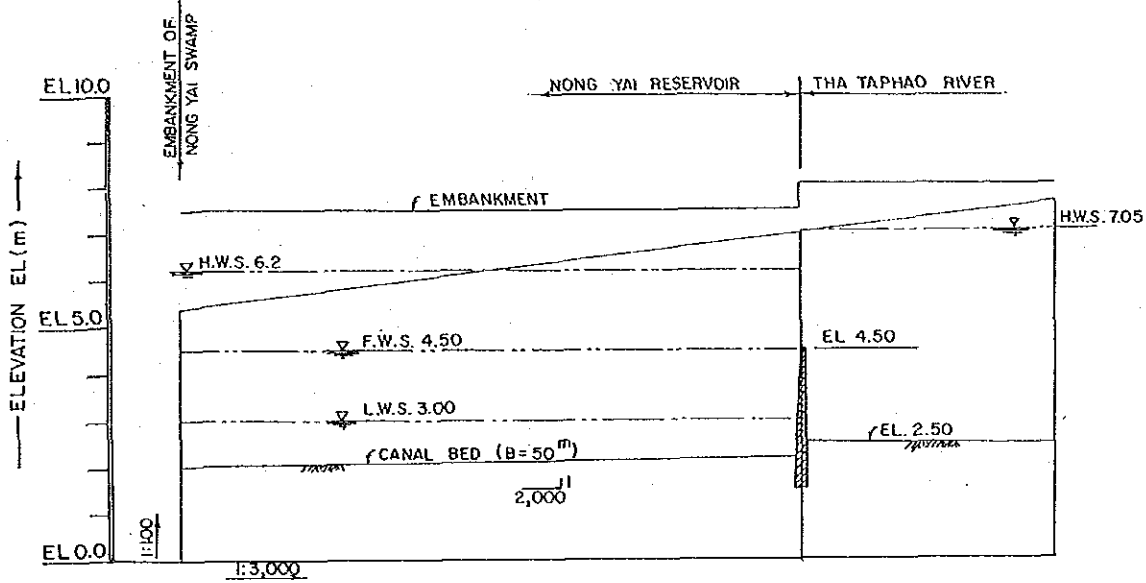 EMBANKMENT OF
NONG YAI SWAMP
EL 10.0
NONG YAI RESERVOIR
THA TAPHAO RIVER
ELEVATION EL (m)
EMBANKMENT
H.W.S. 7.05
H.W.S. 6.2
EL 5.0
F.W.S. 4.50
EL 4.50
L.W.S. 3.00
EL. 2.50
CANAL BED (B=50m)
1
2,000
1:100
EL 0.0
1:3,000